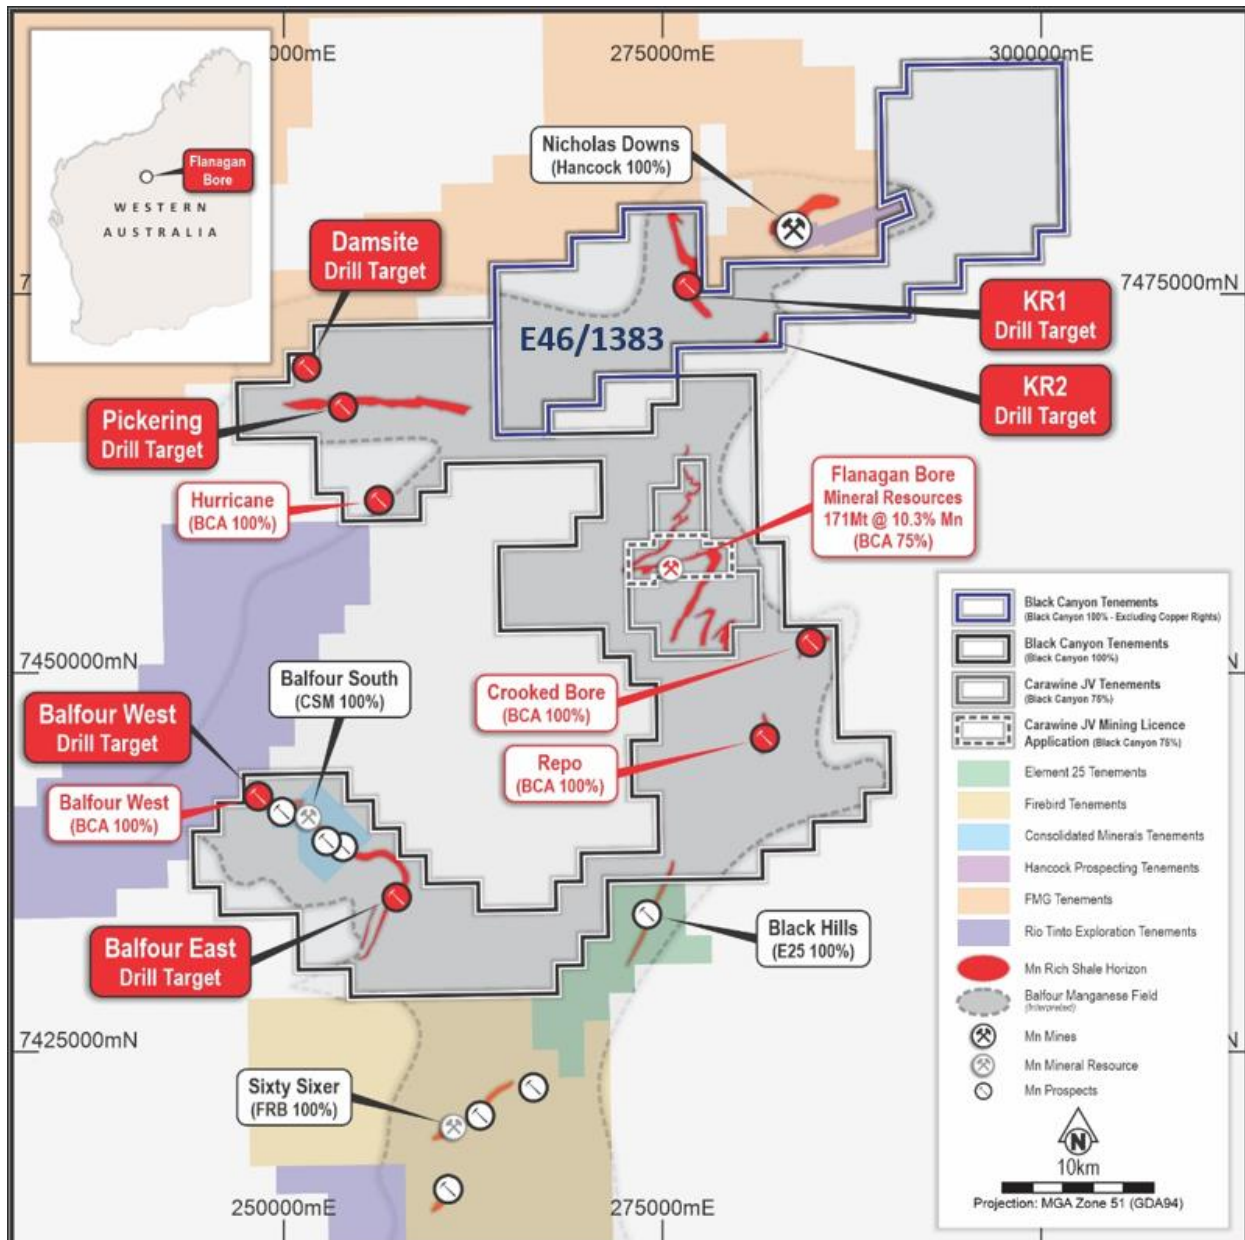 000mE
275000mE
300000mE
Flanagan
Bore
WESTERN
AUSTRALIA
Nicholas Downs
(Hancock 100%)
Damsite
Drill Target
7
7475000mN
KR1
Drill Target
E46/1383
KR2
Drill Target
Pickering
Drill Target
Hurricane
(BCA 100%)
Flanagan Bore
Mineral Resources
171Mt @ 10.3% Mn
(BCA 75%)
7450000mN
N
Balfour South
(CSM 100%)
Crooked Bore
(BCA 100%)
Balfour West
Drill Target
Repo
(BCA 100%)
Balfour West
(BCA 100%)
Balfour East
Drill Target
Black Hills
(E25 100%)
7425000mN
N
Sixty Sixer
(FRB 100%)
250000mE
275000mE
Black Canyon Tenements
(Black Canyon 100% - Excluding Copper Rights)
Black Canyon Tenements
(Black Canyon 100%)
Carawine JV Tenements
(Black Canyon 75%)
Carawine JV Mining Licence
Application (Black Canyon 75%)
Element 25 Tenements
Firebird Tenements
Consolidated Minerals Tenements
Hancock Prospecting Tenements
FMG Tenements
Rio Tinto Exploration Tenements
Mn Rich Shale Horizon
Balfour Manganese Field
(Interpreted)
Mn Mines
Mn Mineral Resource
Mn Prospects
N
10km
Projection: MGA Zone 51 (GDA94)